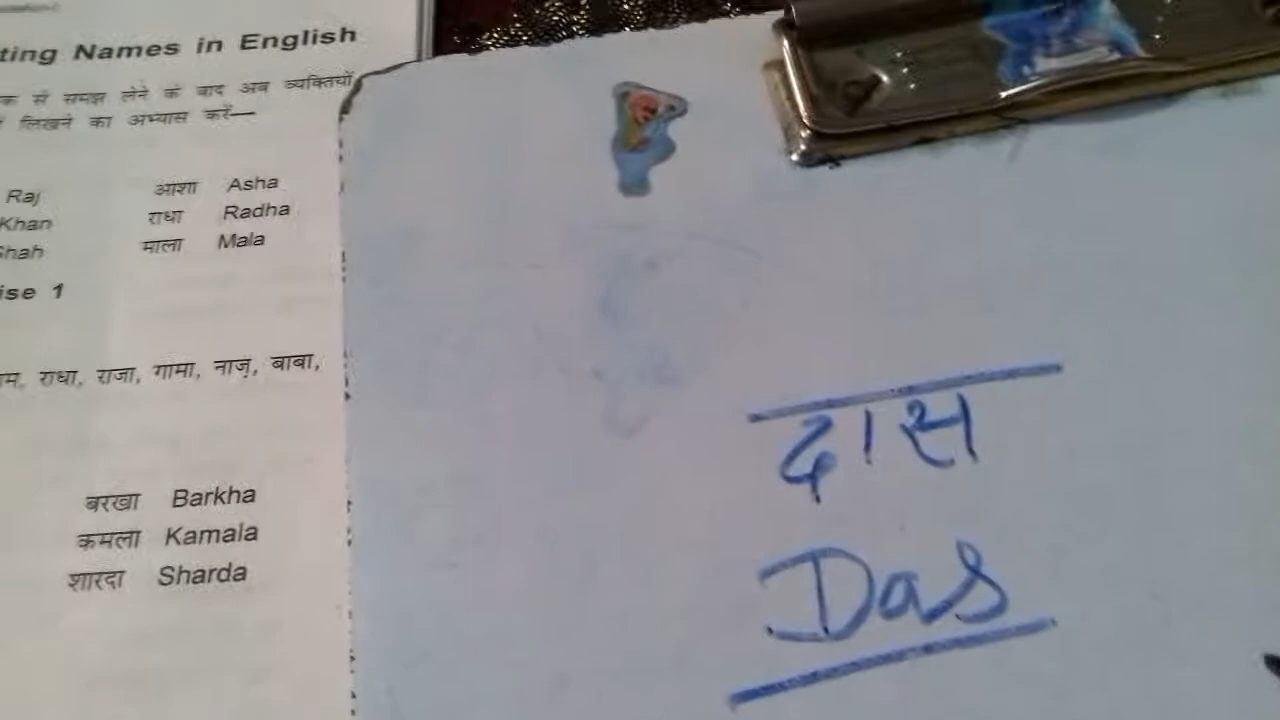 ting Names in English
क से समझ लेने के बाद अब व्यक्तियों
लिखने का अभ्यास करें—
Raj आशा Asha
Khan राधा Radha
Shah माला Mala
ise 1
म, राधा, राजा, गामा, नाज़, बाबा,
बरखा Barkha
कमला Kamala
शारदा Sharda
दास
Das